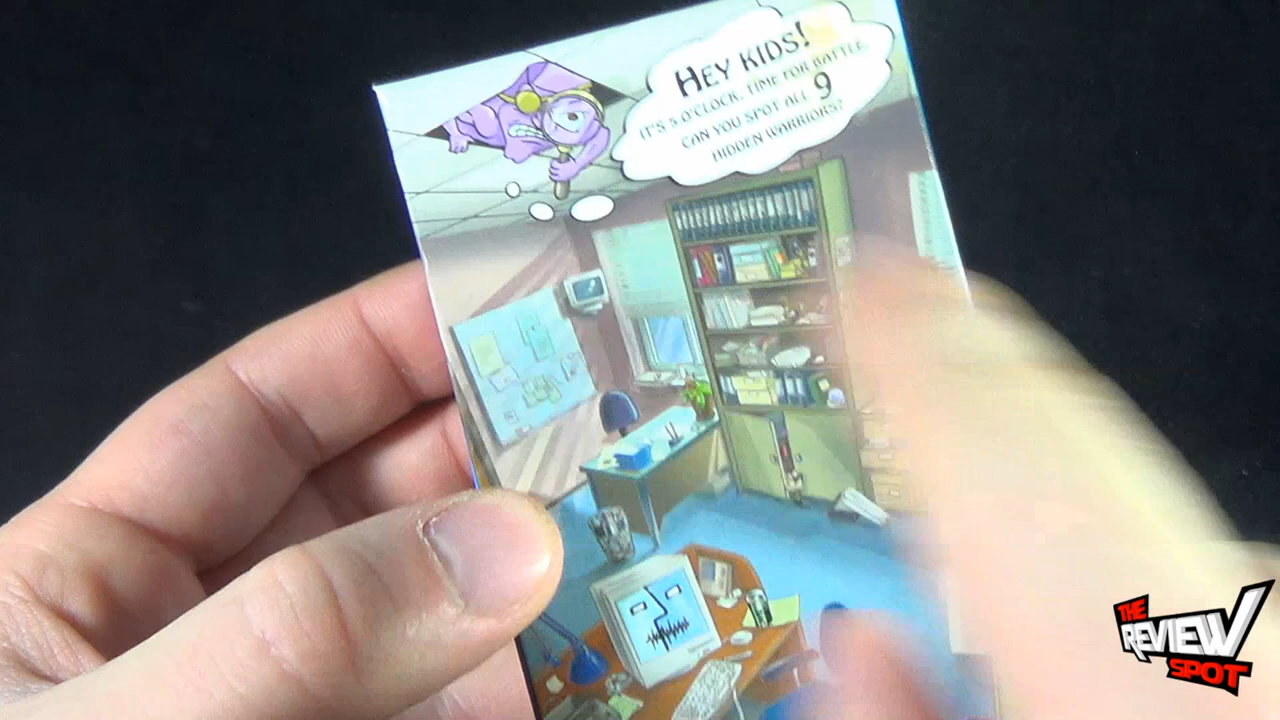 HEY KIDS!
IT'S 5 O'CLOCK, TIME FOR BATTLE.
CAN YOU SPOT ALL 9
HIDDEN WARRIORS?
THE
REVIEW
SPOT